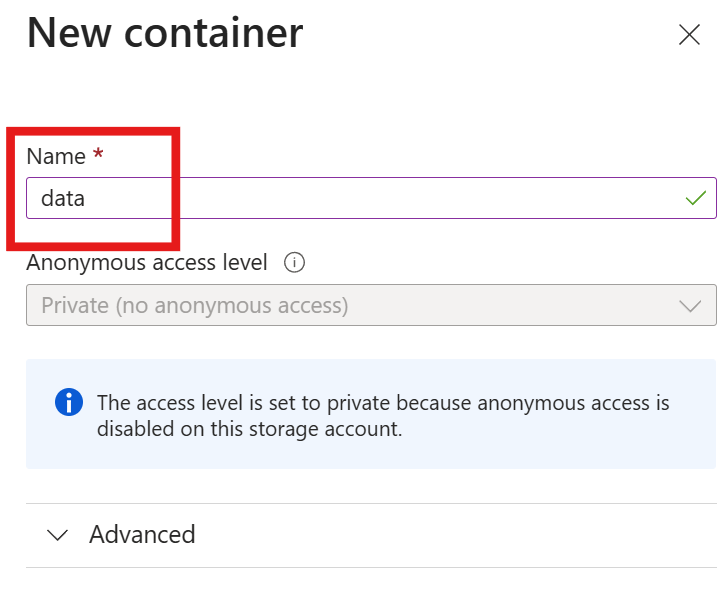 New container
Name *
data
Anonymous access level
Private (no anonymous access)
The access level is set to private because anonymous access is
disabled on this storage account.
Advanced